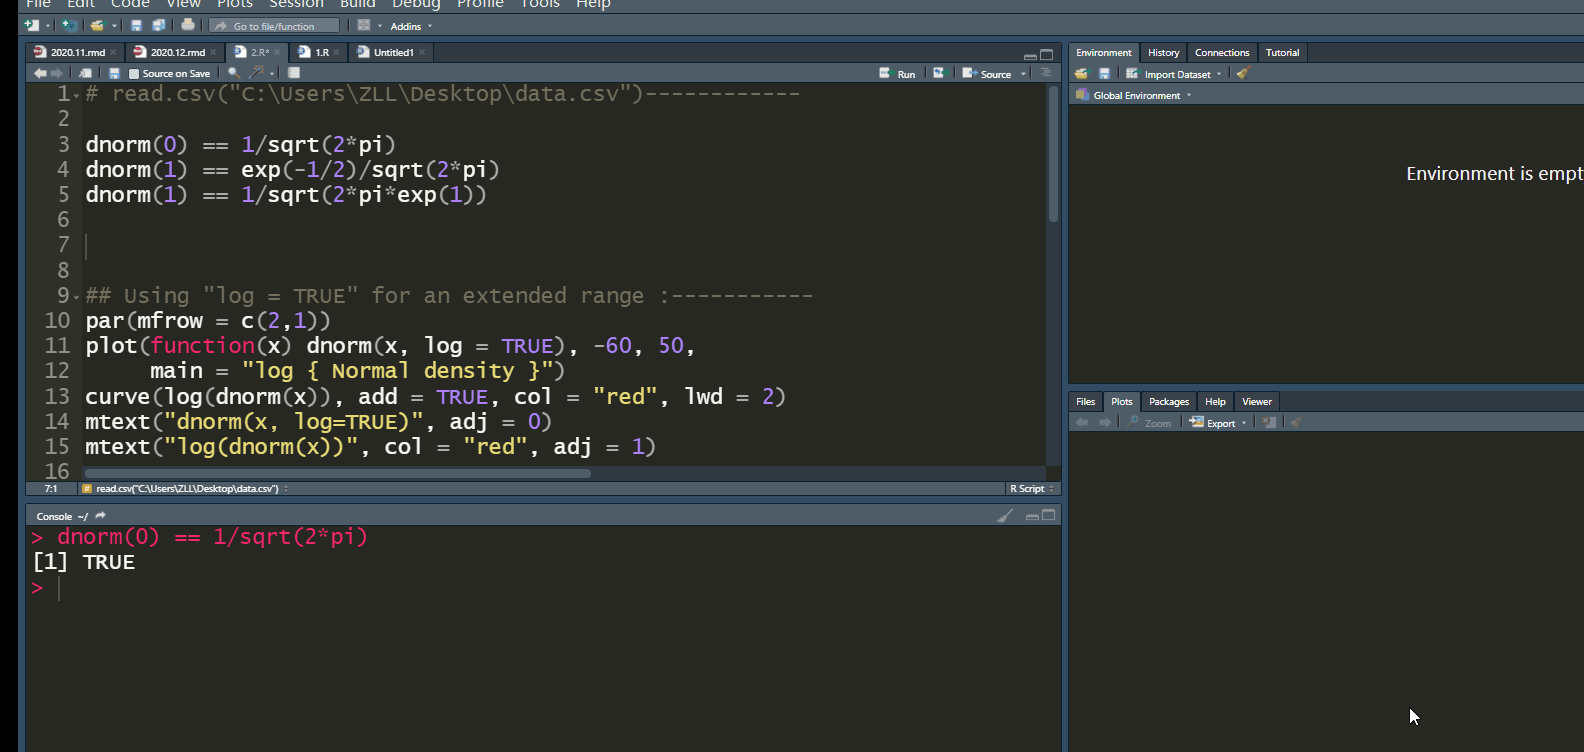 File Edit Code View Plots Session Build Debug Profile Tools Help
Go to file/function Addins
2020.11.rmd 2020.12.rmd 2.R* 1.R Untitled1
Source on Save Run Source
1 # read.csv("C:\Users\ZLL\Desktop\data.csv")------------
2
3 dnorm(0) == 1/sqrt(2*pi)
4 dnorm(1) == exp(-1/2)/sqrt(2*pi)
5 dnorm(1) == 1/sqrt(2*pi*exp(1))
6
7
8
9 ## Using "log = TRUE" for an extended range :-----------
10 par(mfrow = c(2,1))
11 plot(function(x) dnorm(x, log = TRUE), -60, 50,
12 main = "log { Normal density }")
13 curve(log(dnorm(x)), add = TRUE, col = "red", lwd = 2)
14 mtext("dnorm(x, log=TRUE)", adj = 0)
15 mtext("log(dnorm(x))", col = "red", adj = 1)
16
7:1 # read.csv("C:\Users\ZLL\Desktop\data.csv") R Script
Console ~/
> dnorm(0) == 1/sqrt(2*pi)
[1] TRUE
>
Environment History Connections Tutorial
Import Dataset
Global Environment
Environment is empt
Files Plots Packages Help Viewer
Zoom Export